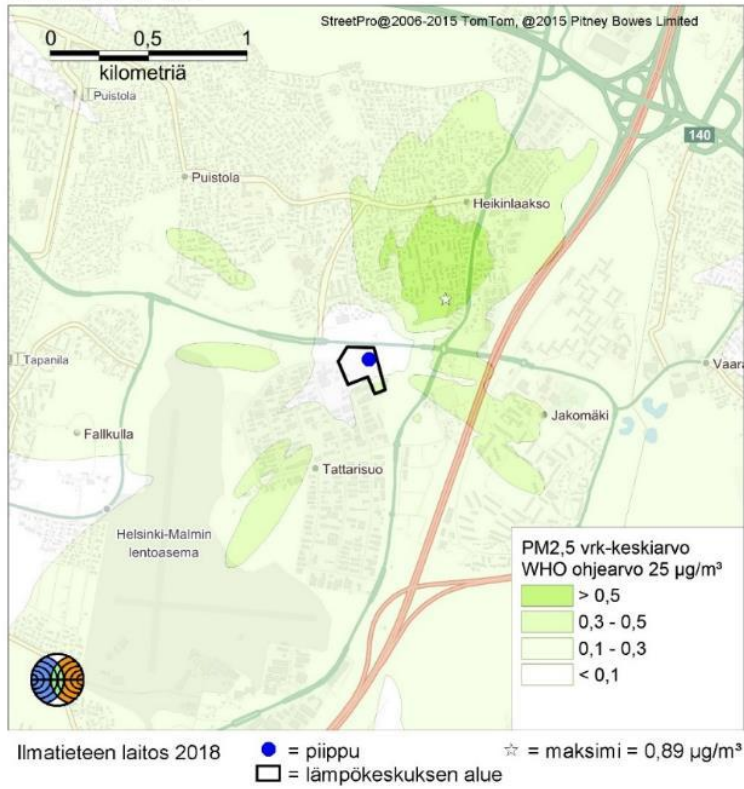 StreetPro@2006-2015 TomTom, @2015 Pitney Bowes Limited
0 0,5 1
kilometriä
Puistola
140
Puistola
Heikinlaakso
Tapanila
Vaara
Jakomäki
Fallkulla
Tattarisuo
Helsinki-Malmin
lentoasema
PM2,5 vrk-keskiarvo
WHO ohjearvo 25 µg/m³
> 0,5
0,3 - 0,5
0,1 - 0,3
< 0,1
Ilmatieteen laitos 2018 = piippu ☆ = maksimi = 0,89 µg/m³
= lämpökeskuksen alue